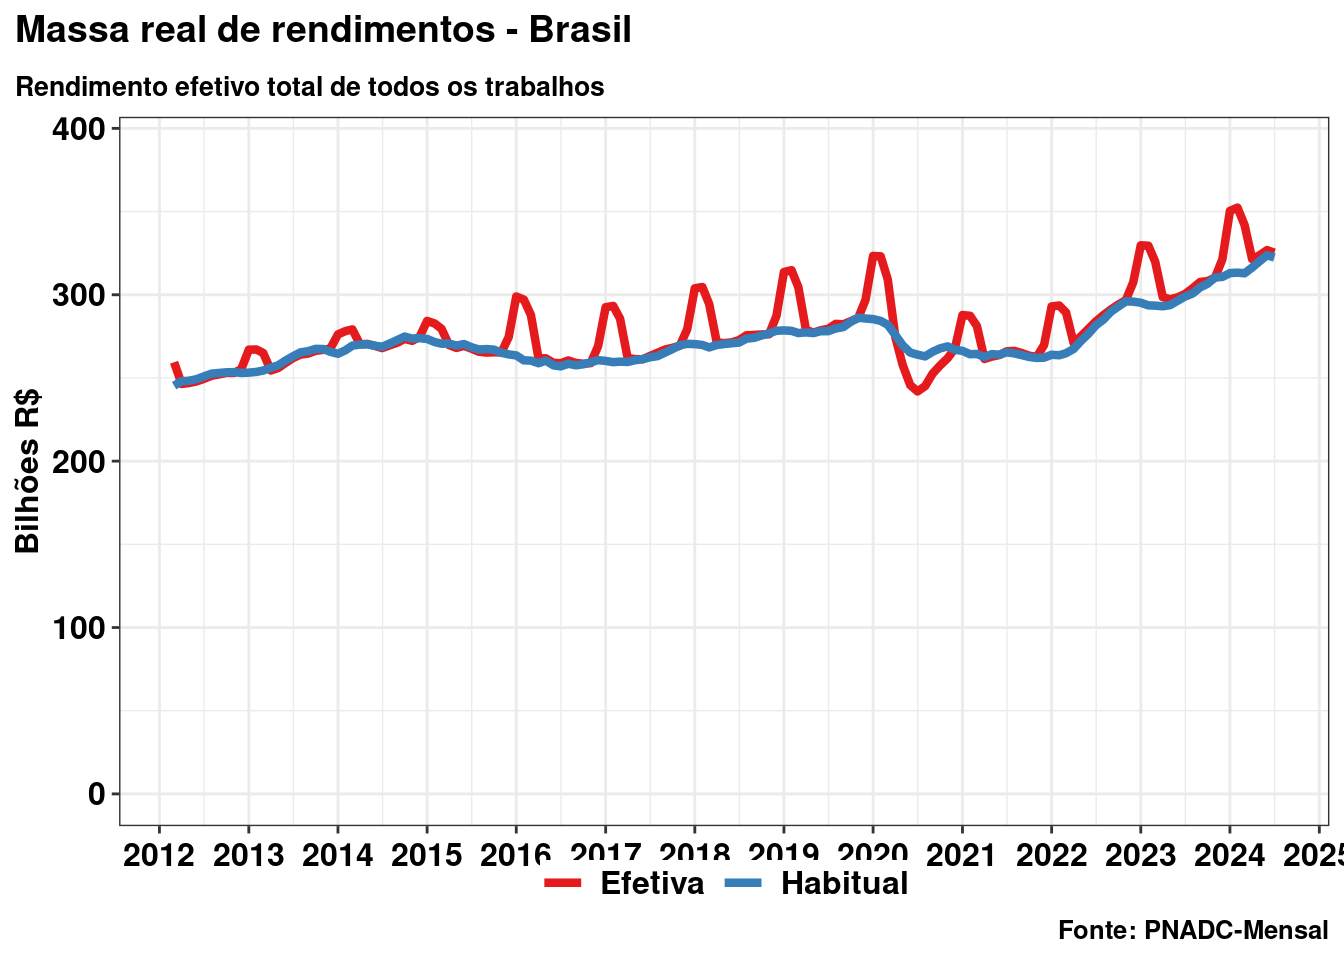 Massa real de rendimentos - Brasil
Rendimento efetivo total de todos os trabalhos
Bilhões R$
400
300
200
100
0
2012 2013 2014 2015 2016 2017 2018 2019 2020 2021 2022 2023 2024 2025
Efetiva Habitual
Fonte: PNADC-Mensal